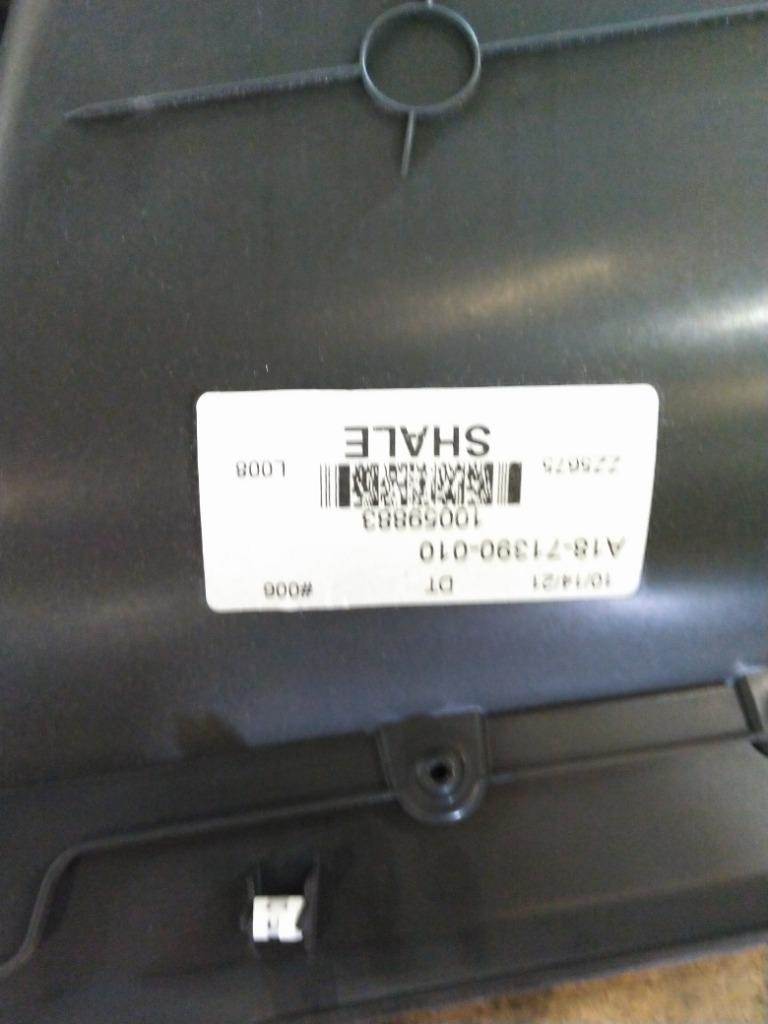 10/14/21 DT #006
A18-71390-010
10059883
225675 L008
SHALE